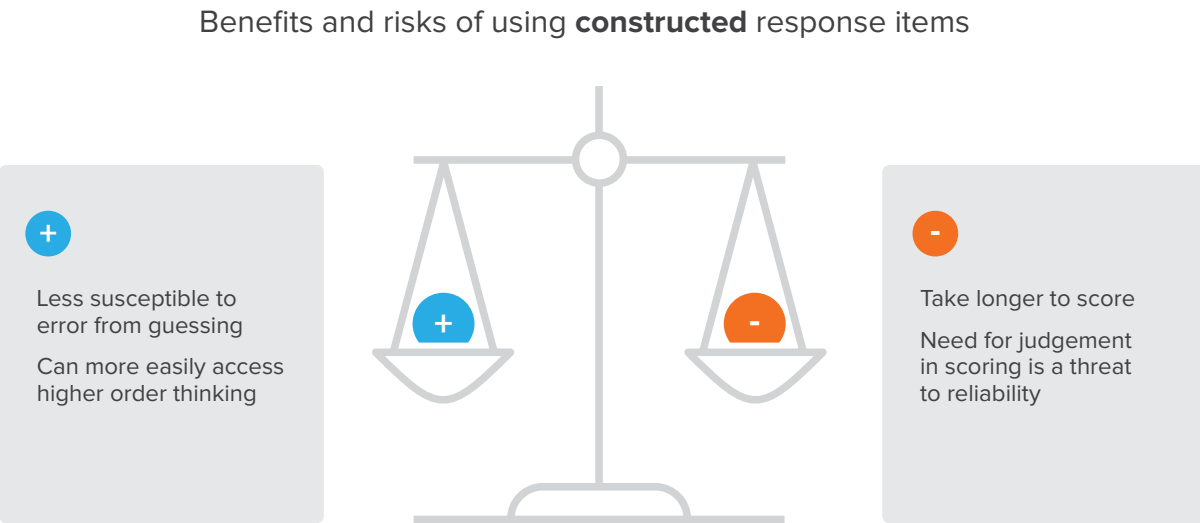 Benefits and risks of using constructed response items
+
Less susceptible to
error from guessing
Can more easily access
higher order thinking
+
-
-
Take longer to score
Need for judgement
in scoring is a threat
to reliability